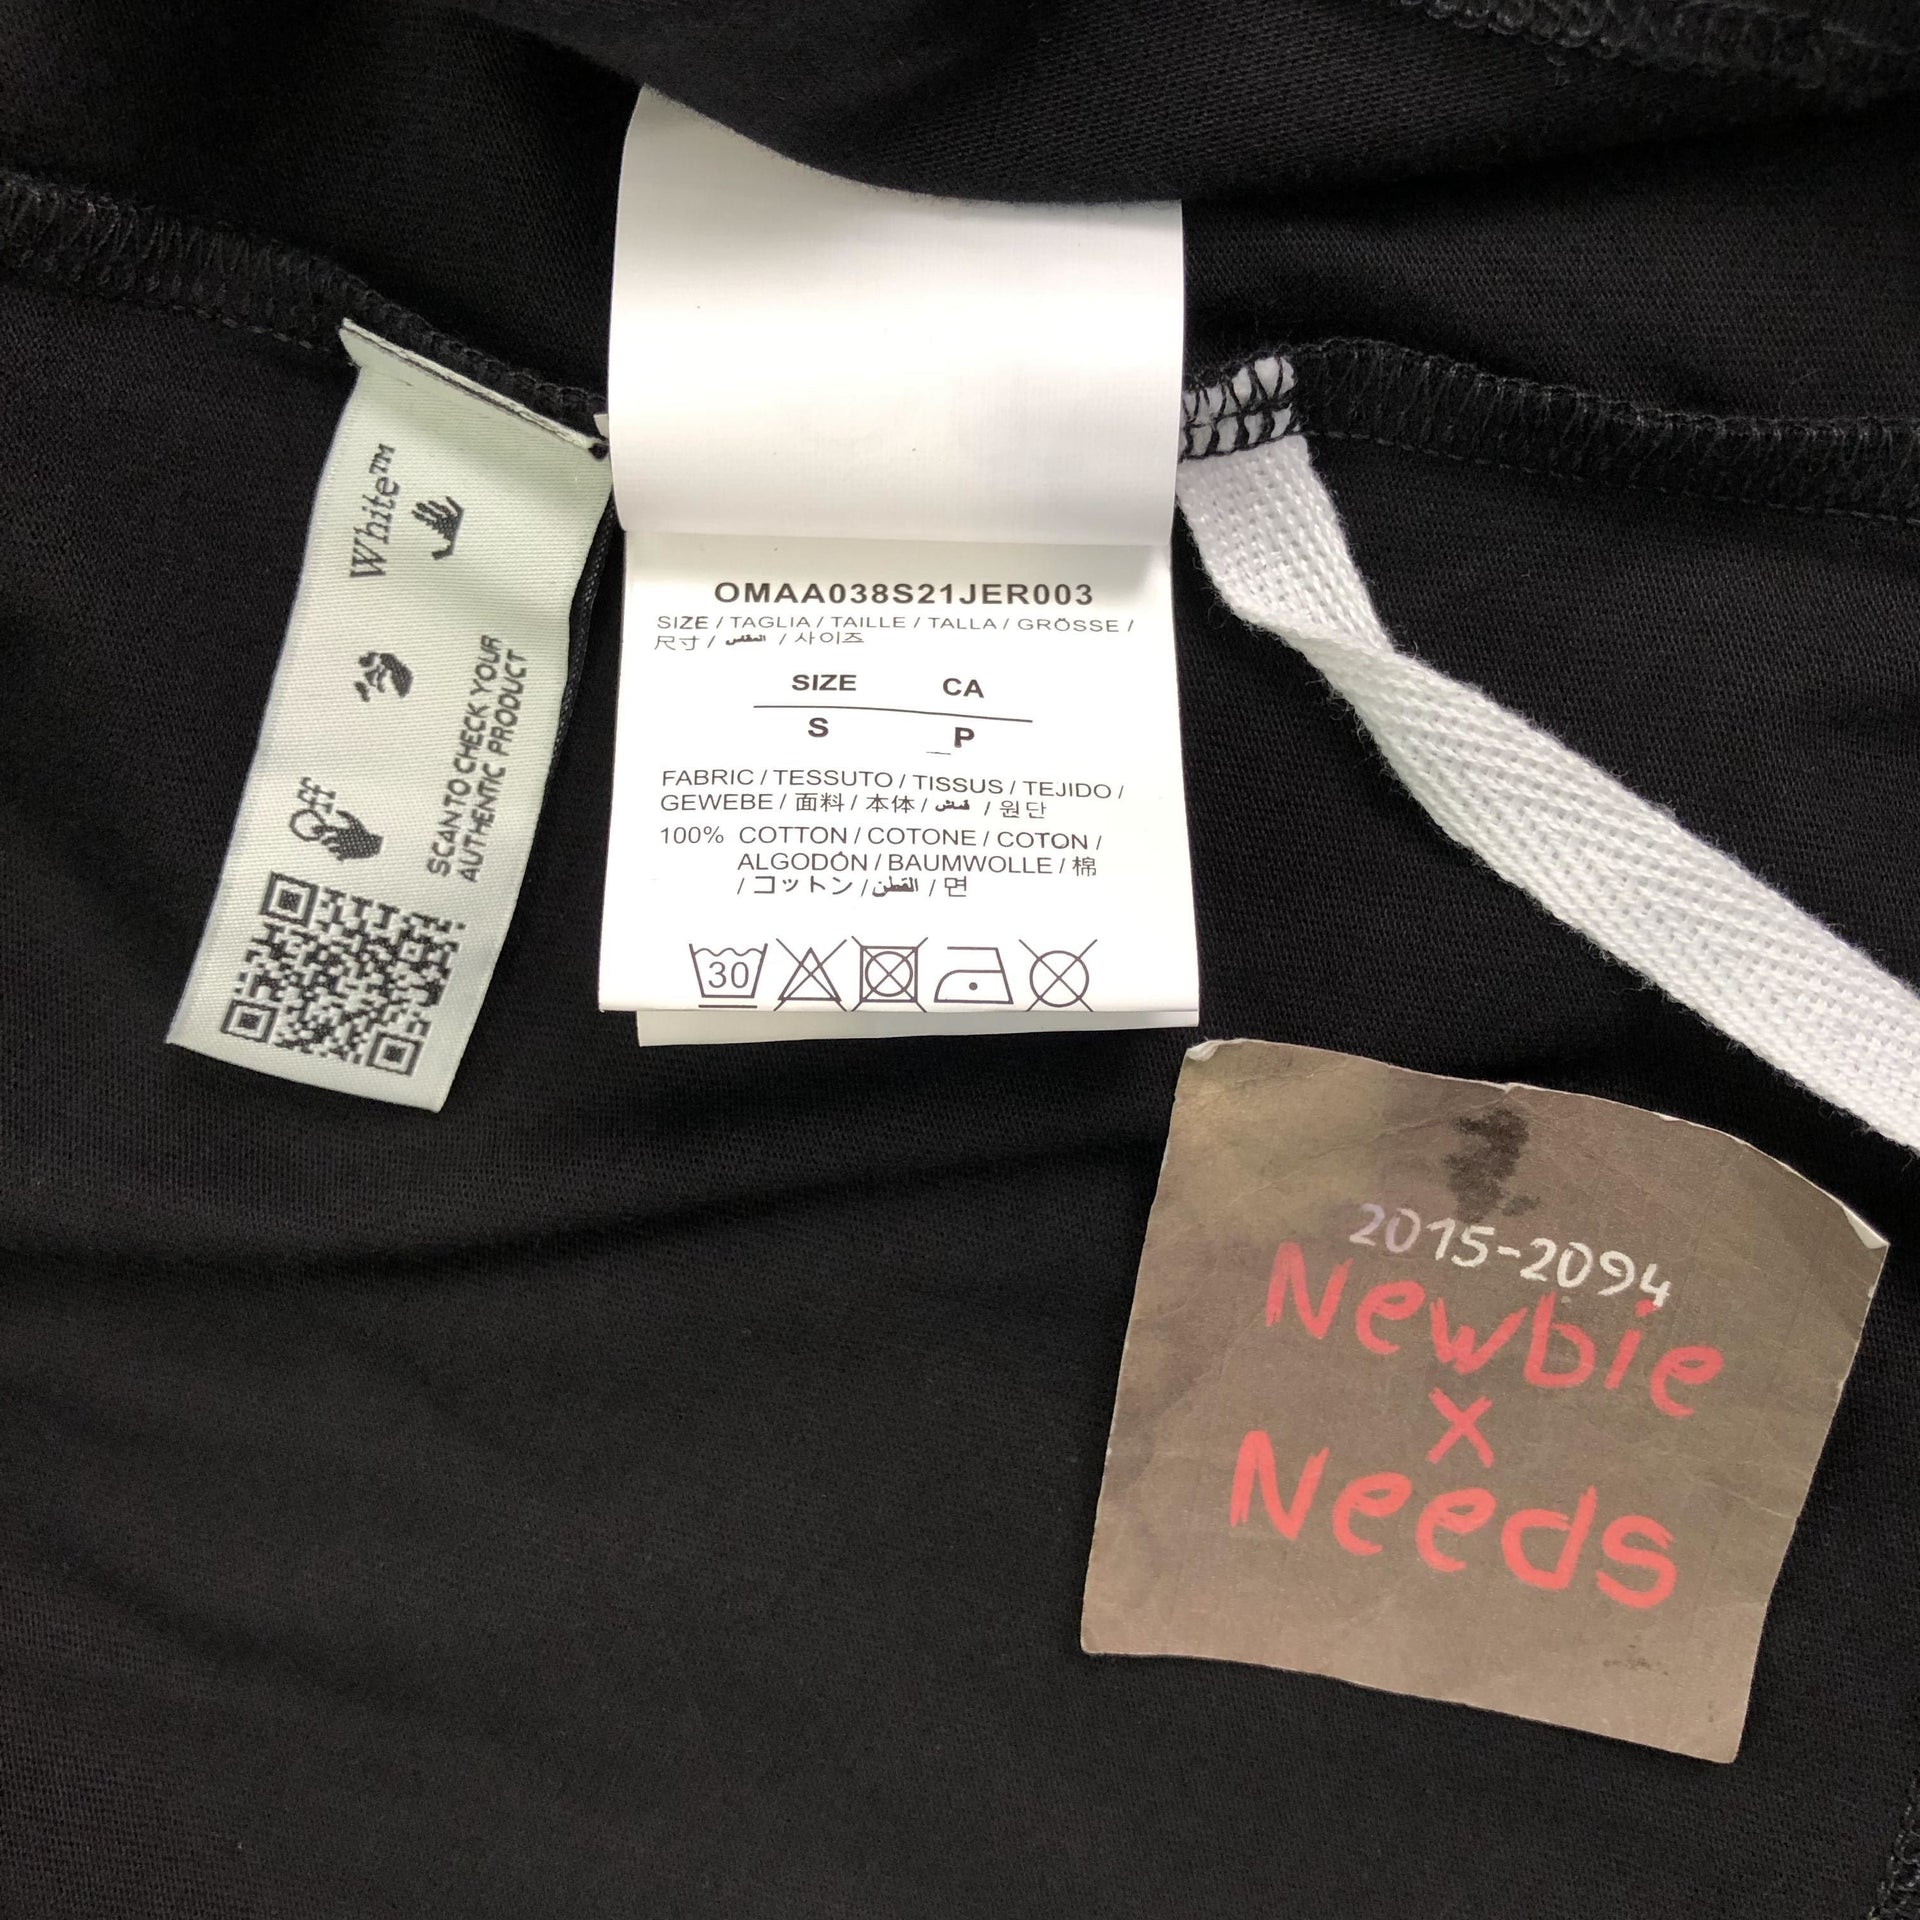 White™
Off
SCAN TO CHECK YOUR
AUTHENTIC PRODUCT
OMAA038S21JER003
SIZE / TAGLIA / TAILLE / TALLA / GRÖSSE /
尺寸 / المقاس / 사이즈
SIZE CA
S P
FABRIC / TESSUTO / TISSUS / TEJIDO /
GEWEBE / 面料 / 本体 / قماش / 원단
100% COTTON / COTONE / COTON /
ALGODÓN / BAUMWOLLE / 棉
/ コットン / القطن / 면
30
2015-2094
Newbie
x
Needs